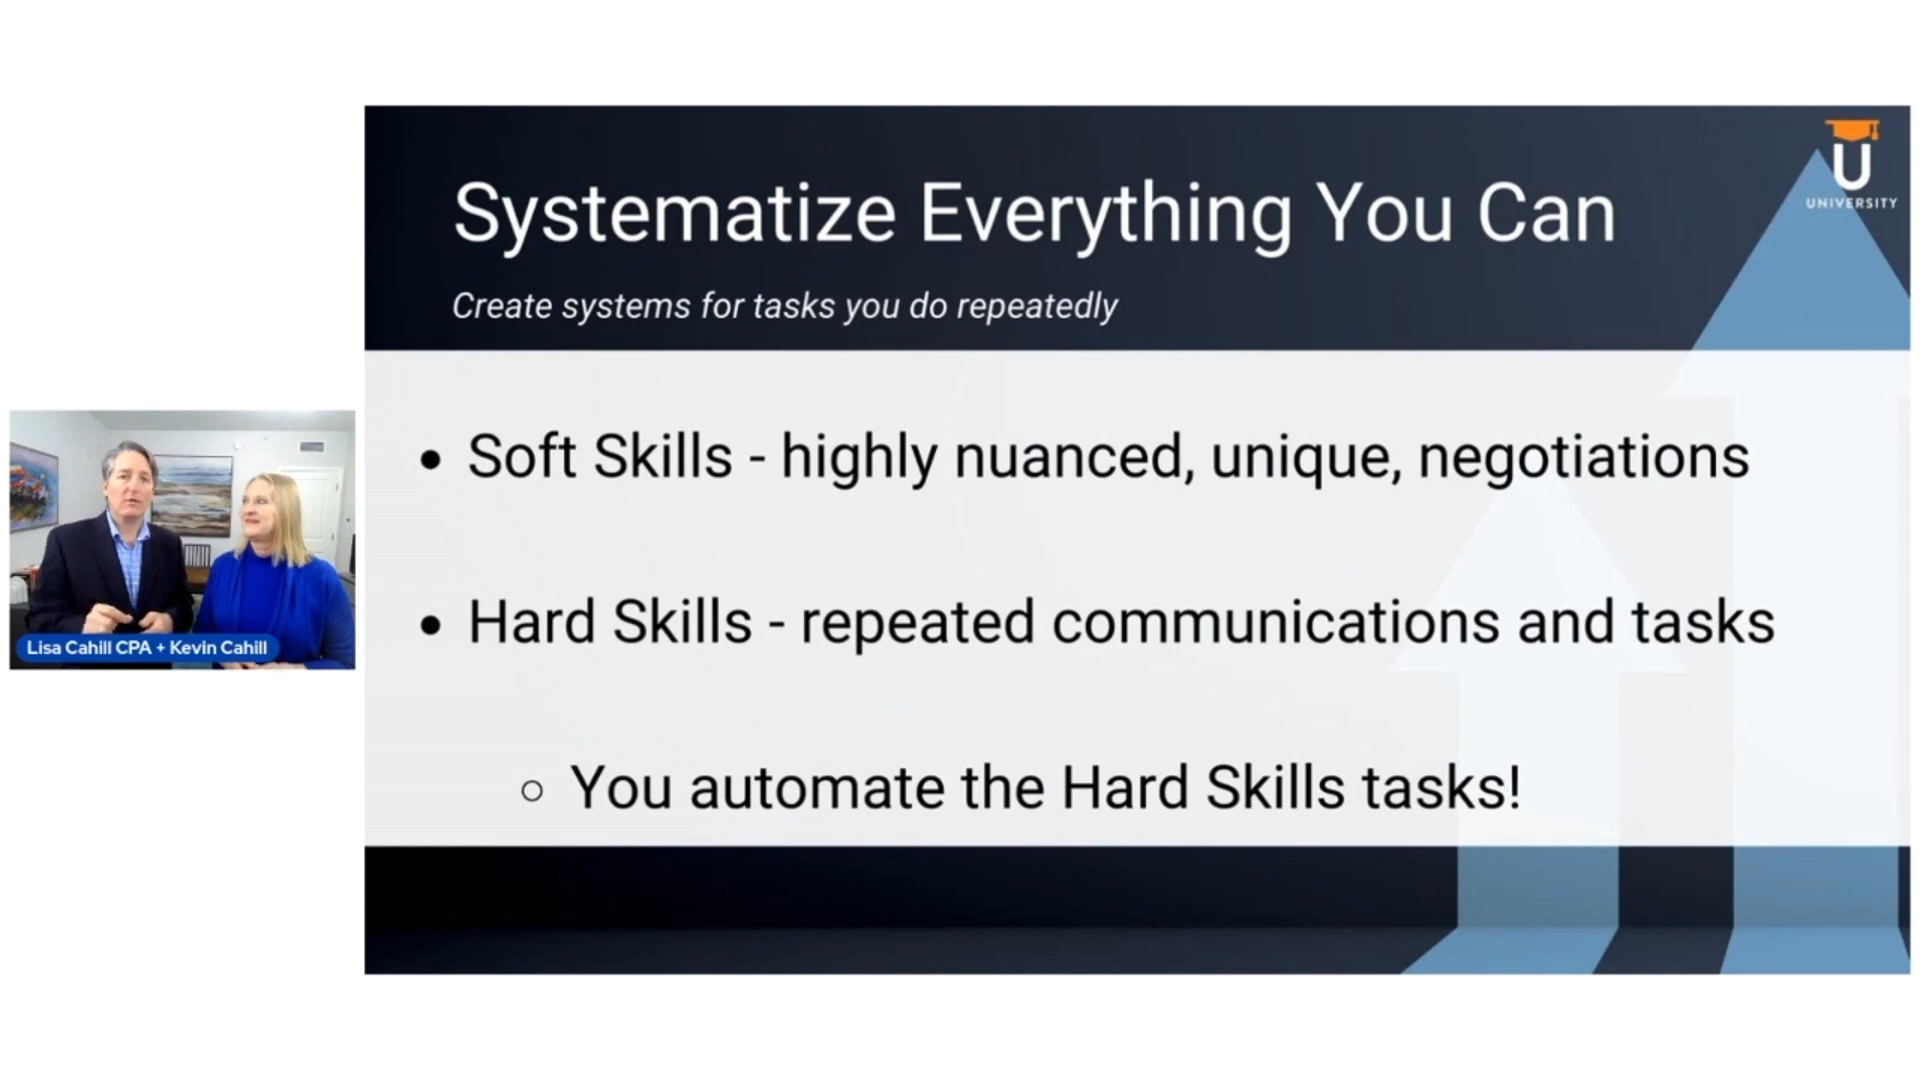 U
UNIVERSITY
Systematize Everything You Can
Create systems for tasks you do repeatedly
• Soft Skills - highly nuanced, unique, negotiations
• Hard Skills - repeated communications and tasks
○ You automate the Hard Skills tasks!
Lisa Cahill CPA + Kevin Cahill